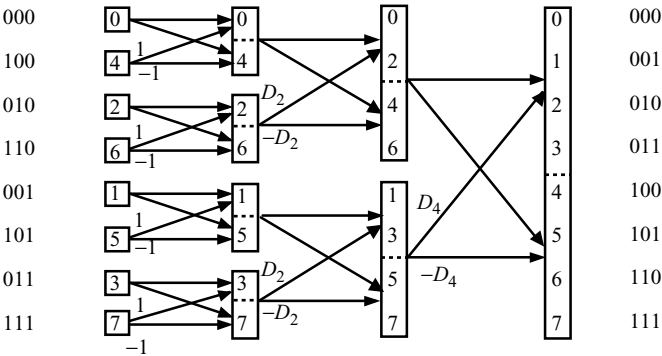 000 0 0 0 0 000
1
100 4 4 2 1 001
−1
010 2 2 D2 4 2 010
1
110 6 6 −D2 6 3 011
−1
001 1 1 1 4 100
1 D4
101 5 5 3 5 101
−1
011 3 3 D2 5 −D4 6 110
1
111 7 7 −D2 7 7 111
−1